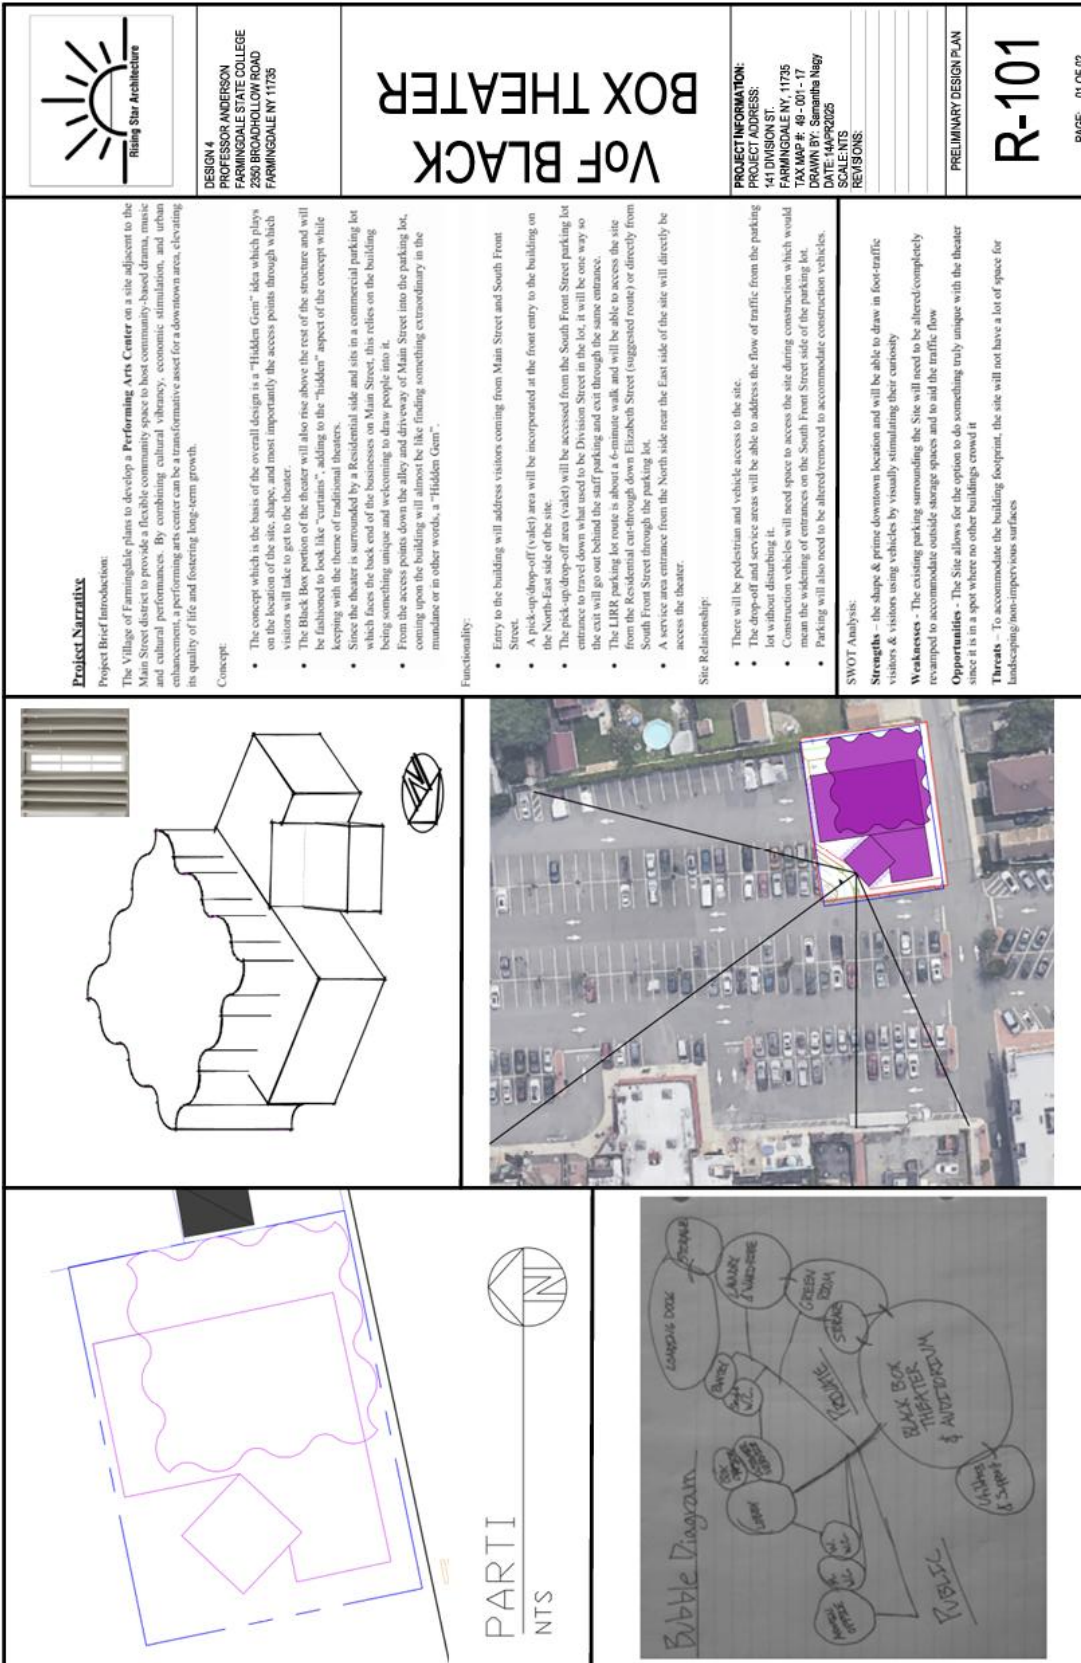 PARTI
NTS
N
Bubble Diagram
LOADING DOCK
STORAGE
LAUNDRY
& WARDROBE
GREEN
ROOM
STORAGE
PANTRY
W.C.
PRIVATE
BOX
OFFICE
LOBBY
W.C.
W.C.
OFFICE
PUBLIC
BLACK BOX
THEATER
& AUDITORIUM
Utilities
& Support
N
Project Narrative
Project Brief Introduction:
The Village of Farmingdale plans to develop a Performing Arts Center on a site adjacent to the
Main Street district to provide a flexible community space to host community-based drama, music
and cultural performances. By combining cultural vibrancy, economic stimulation, and urban
enhancement, a performing arts center can be a transformative asset for a downtown area, elevating
its quality of life and fostering long-term growth.
Concept:
• The concept which is the basis of the overall design is a "Hidden Gem" idea which plays
on the location of the site, shape, and most importantly the access points through which
visitors will take to get to the theater.
• The Black Box portion of the theater will also rise above the rest of the structure and will
be fashioned to look like "curtains", adding to the "hidden" aspect of the concept while
keeping with the theme of traditional theaters.
• Since the theater is surrounded by a Residential side and sits in a commercial parking lot
which faces the back end of the businesses on Main Street, this relies on the building
being something unique and welcoming to draw people into it.
• From the access points down the alley and driveway of Main Street into the parking lot,
coming upon the building will almost be like finding something extraordinary in the
mundane or in other words, a "Hidden Gem".
Functionality:
• Entry to the building will address visitors coming from Main Street and South Front
Street.
• A pick-up/drop-off (valet) area will be incorporated at the front entry to the building on
the North-East side of the site.
• The pick-up/drop-off area (valet) will be accessed from the South Front Street parking lot
entrance to travel down what used to be Division Street in the lot, it will be one way so
the exit will go out behind the staff parking and exit through the same entrance.
• The LIRR parking lot route is about a 6-minute walk and will be able to access the site
from the Residential cut-through down Elizabeth Street (suggested route) or directly from
South Front Street through the parking lot.
• A service area entrance from the North side near the East side of the site will directly be
access the theater.
Site Relationship:
• There will be pedestrian and vehicle access to the site.
• The drop-off and service areas will be able to address the flow of traffic from the parking
lot without disturbing it.
• Construction vehicles will need space to access the site during construction which would
mean the widening of entrances on the South Front Street side of the parking lot.
• Parking will also need to be altered/removed to accommodate construction vehicles.
SWOT Analysis:
Strengths – the shape & prime downtown location and will be able to draw in foot-traffic
visitors & visitors using vehicles by visually stimulating their curiosity
Weaknesses - The existing parking surrounding the Site will need to be altered/completely
revamped to accommodate outside storage spaces and to aid the traffic flow
Opportunities - The Site allows for the option to do something truly unique with the theater
since it is in a spot where no other buildings crowd it
Threats – To accommodate the building footprint, the site will not have a lot of space for
landscaping/non-impervious surfaces
Rising Star Architecture
DESIGN 4
PROFESSOR ANDERSON
FARMINGDALE STATE COLLEGE
2350 BROADHOLLOW ROAD
FARMINGDALE NY 11735
VoF BLACK
BOX THEATER
PROJECT INFORMATION:
PROJECT ADDRESS:
141 DIVISION ST.
FARMINGDALE NY, 11735
TAX MAP #: 49 - 001 - 17
DRAWN BY: Samantha Nagy
DATE: 14APR2025
SCALE: NTS
REVISIONS:
PRELIMINARY DESIGN PLAN
R-101
PAGE: 01 OF 02